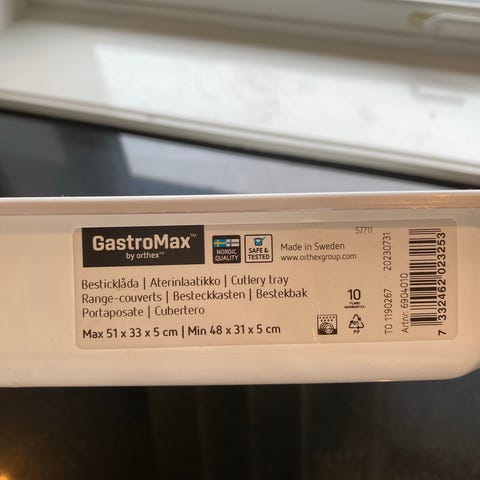 GastroMax™
by orthex™
NORDIC QUALITY
SAFE & TESTED
Made in Sweden
www.orthexgroup.com
57711
Besticklåda | Aterinlaatikko | Cutlery tray
Range-couverts | Besteckkasten | Bestekbak
Portaposate | Cubertero
Max 51 x 33 x 5 cm | Min 48 x 31 x 5 cm
10
YEARS
PP
TO 1190267 20230731
Artnr. 6904010
7 332462 023253